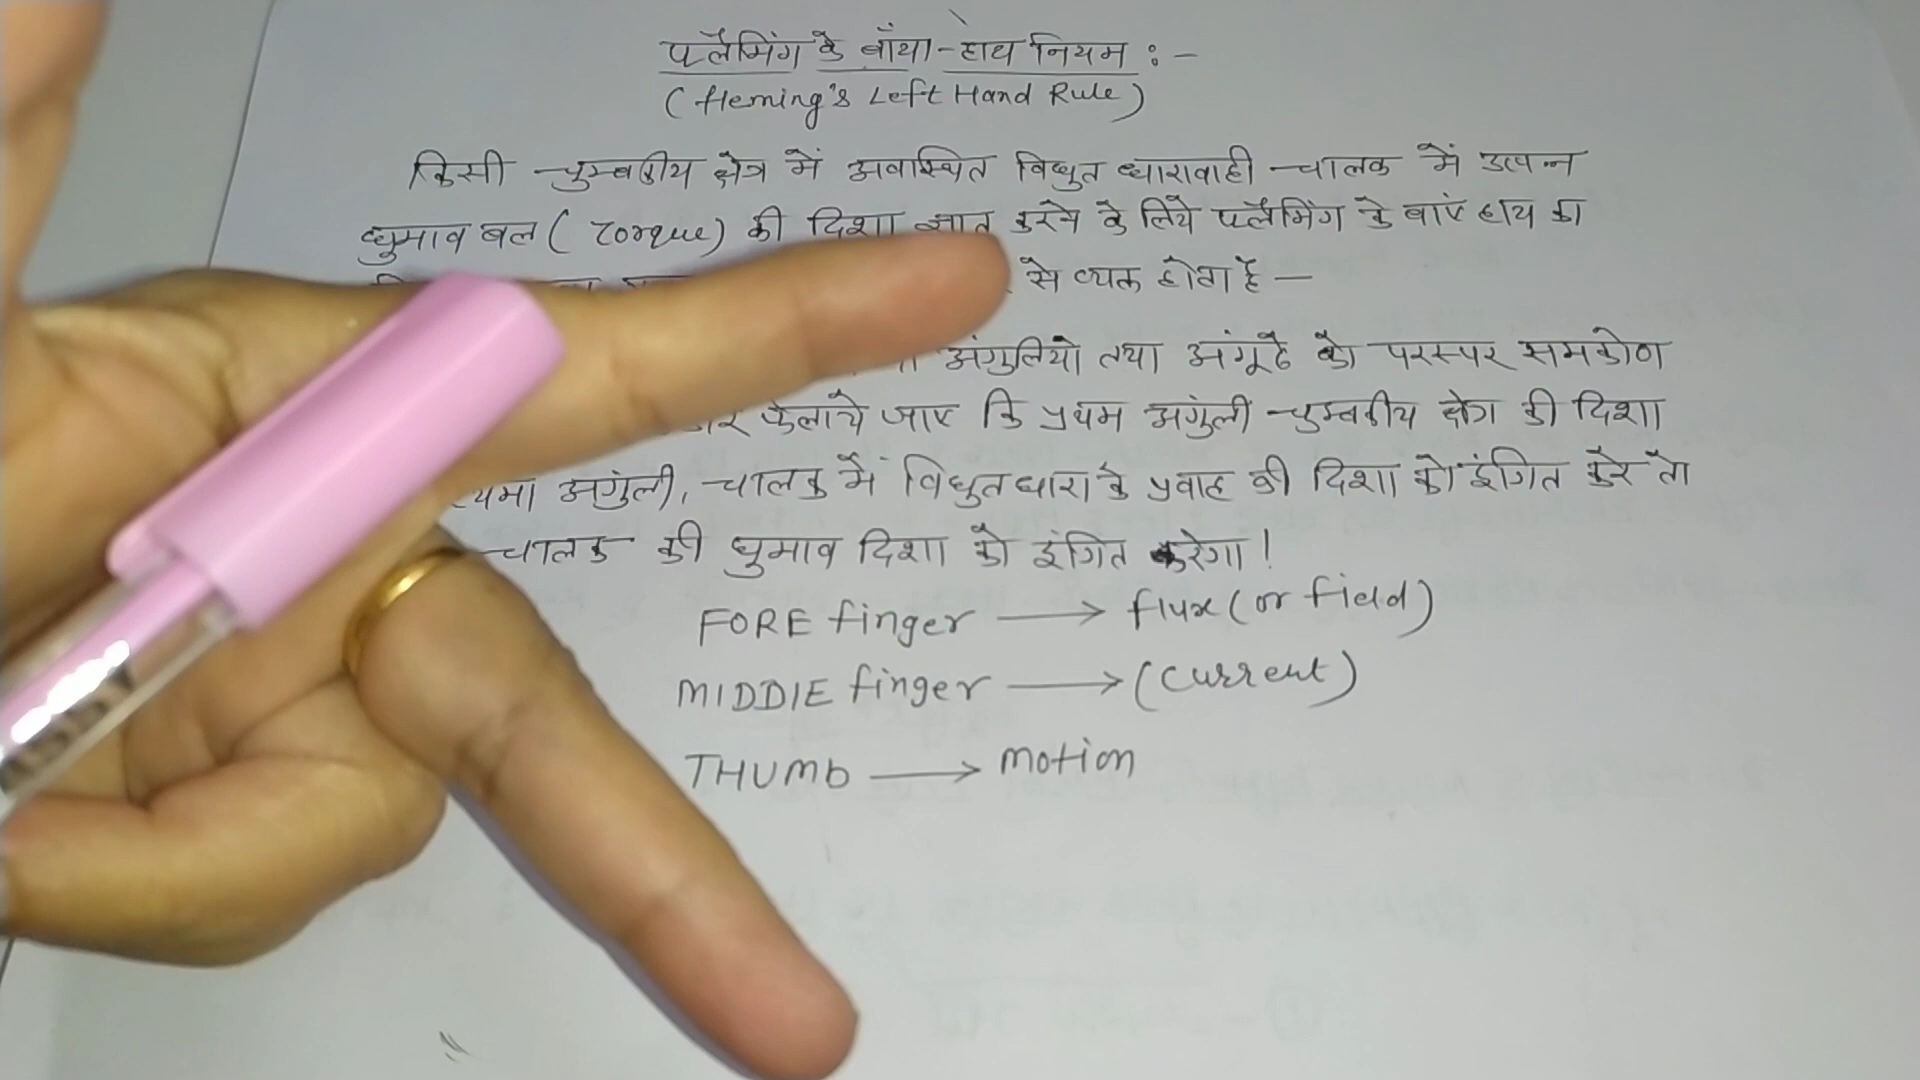 फ्लैमिंग के बाँया-हाथ नियम :-
(Fleming's Left Hand Rule)
किसी चुम्बकीय क्षेत्र में अवस्थित विधुत धारावाही चालक में उत्पन्न
घुमाव बल (Torque) की दिशा ज्ञात करने के लिये फ्लैमिंग के बाएं हाथ का
से व्यक्त होता है —
अंगुलियो तथा अंगूठे को परस्पर समकोण
फैलाये जाए कि प्रथम अंगुली चुम्बकीय क्षेत्र की दिशा
अंगुली, चालक में विधुत धारा के प्रवाह की दिशा को इंगित करे तो
चालक की घुमाव दिशा को इंगित करेगा!
FORE finger → flux (or field)
MIDDIE finger → (current)
THUMb → motion